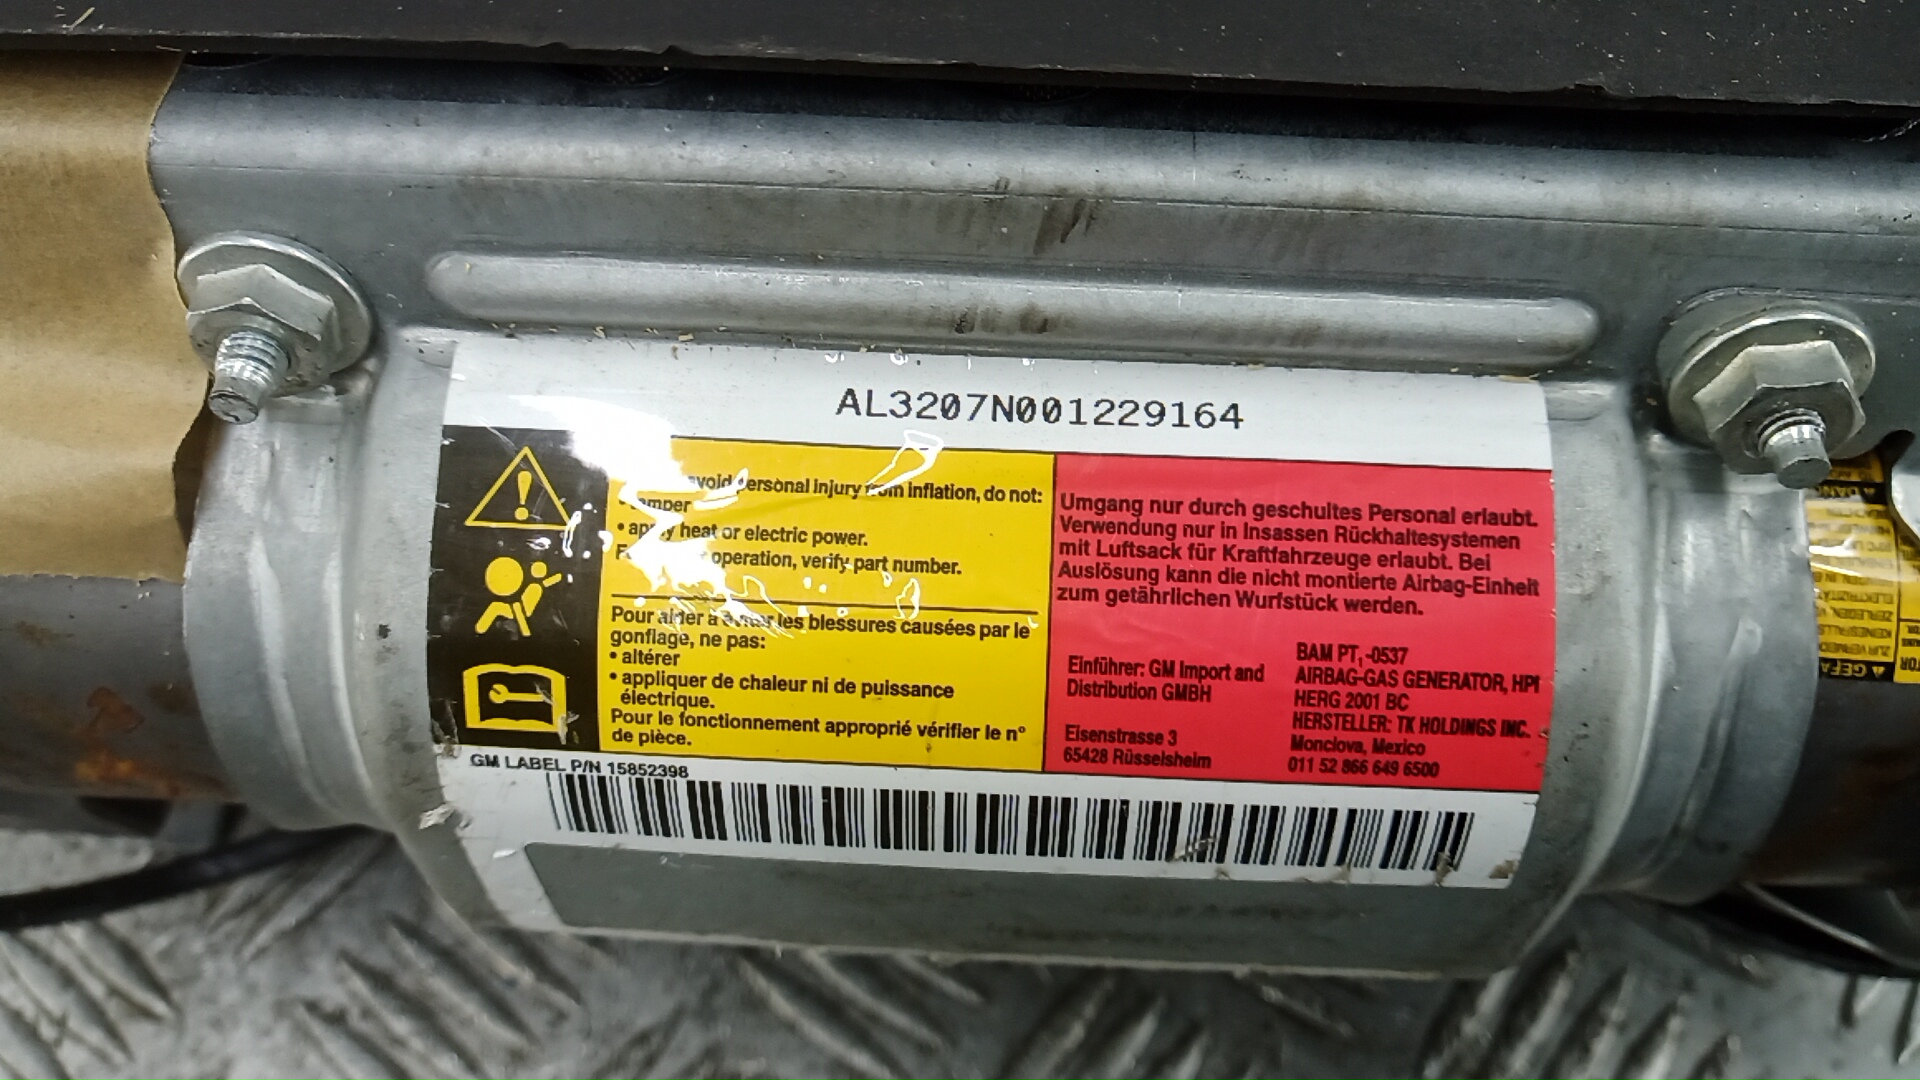 AL3207N001229164
avoid personal injury from inflation, do not:
• tamper
• apply heat or electric power.
operation, verify part number.
Pour aider à éviter les blessures causées par le
gonflage, ne pas:
• altérer
• appliquer de chaleur ni de puissance
électrique.
Pour le fonctionnement approprié vérifier le n°
de pièce.
Umgang nur durch geschultes Personal erlaubt.
Verwendung nur in Insassen Rückhaltesystemen
mit Luftsack für Kraftfahrzeuge erlaubt. Bei
Auslösung kann die nicht montierte Airbag-Einheit
zum getährlichen Wurfstück werden.
Einführer: GM Import and
Distribution GMBH
Eisenstrasse 3
65428 Rüsselsheim
BAM PT₁-0537
AIRBAG-GAS GENERATOR, HPI
HERG 2001 BC
HERSTELLER: TK HOLDINGS INC.
Monclova, Mexico
011 52 866 649 6500
GM LABEL P/N 15852398